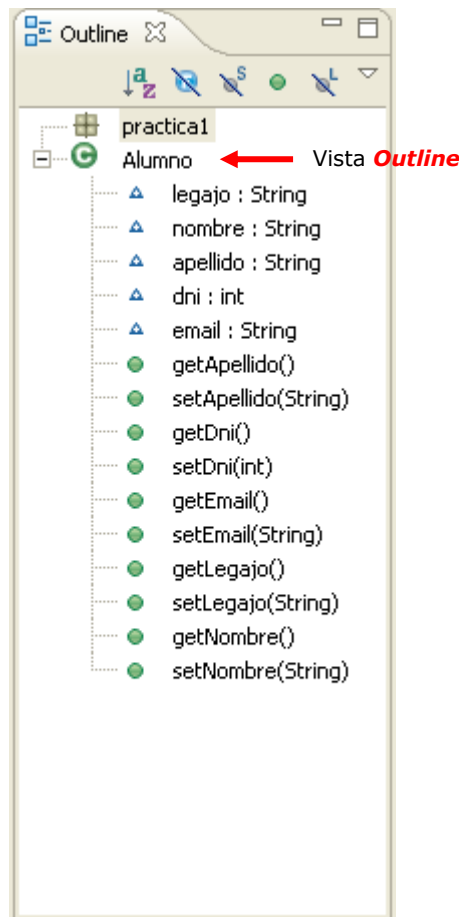 Outline
practica1
Alumno Vista Outline
legajo : String
nombre : String
apellido : String
dni : int
email : String
getApellido()
setApellido(String)
getDni()
setDni(int)
getEmail()
setEmail(String)
getLegajo()
setLegajo(String)
getNombre()
setNombre(String)